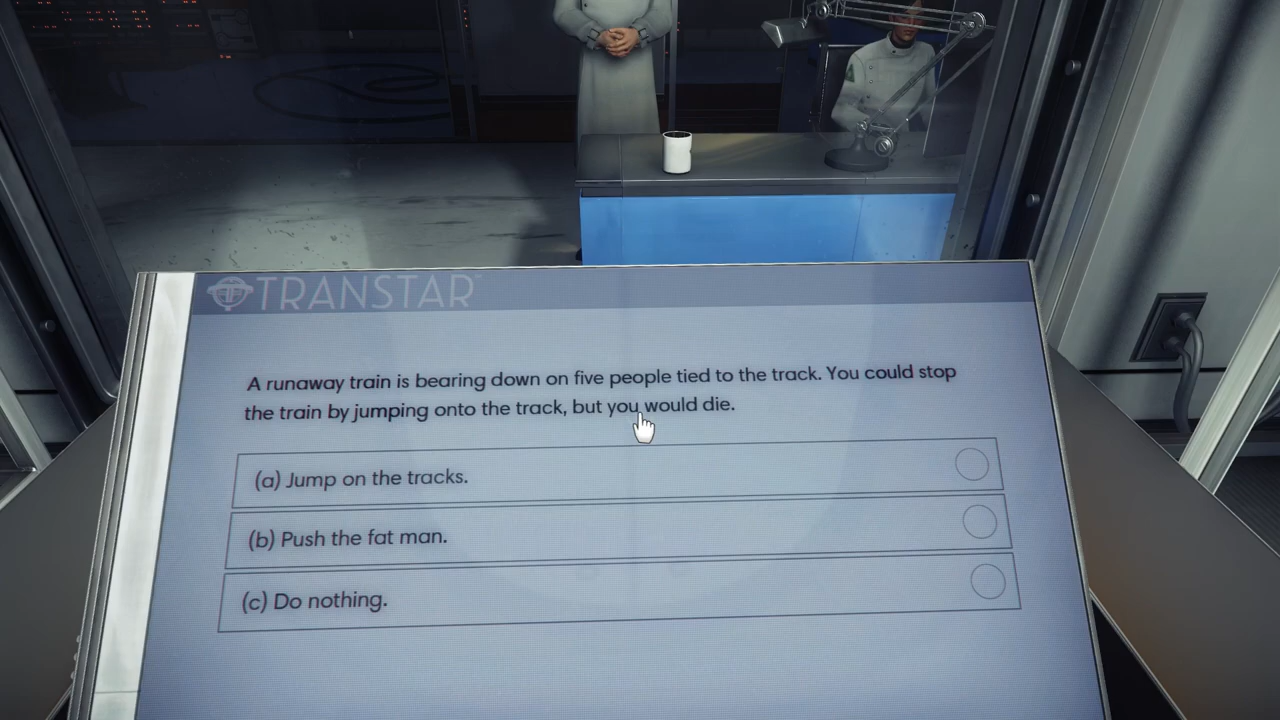 TRANSTAR
A runaway train is bearing down on five people tied to the track. You could stop
the train by jumping onto the track, but you would die.
(a) Jump on the tracks.
(b) Push the fat man.
(c) Do nothing.